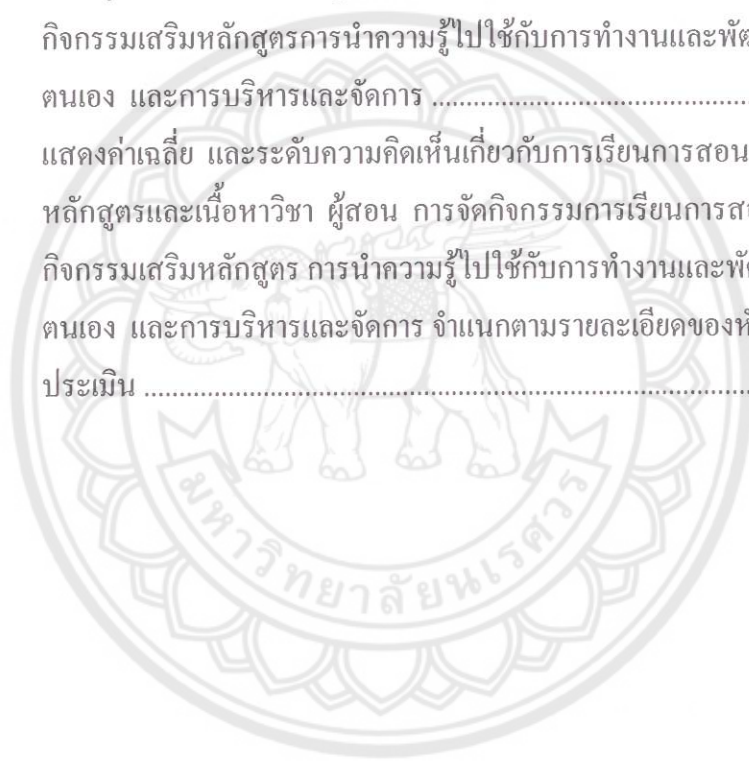 กิจกรรมเสริมหลักสูตรการนำความรู้ไปใช้กับการทำงานและพัฒ
ตนเอง และการบริหารและจัดการ ........................................
แสดงค่าเฉลี่ย และระดับความคิดเห็นเกี่ยวกับการเรียนการสอน
หลักสูตรและเนื้อหาวิชา ผู้สอน การจัดกิจกรรมการเรียนการสอ
กิจกรรมเสริมหลักสูตร การนำความรู้ไปใช้กับการทำงานและพัฒ
ตนเอง และการบริหารและจัดการ จำแนกตามรายละเอียดของหั
ประเมิน ..............................................................................
มหาวิทยาลัยนเรศวร